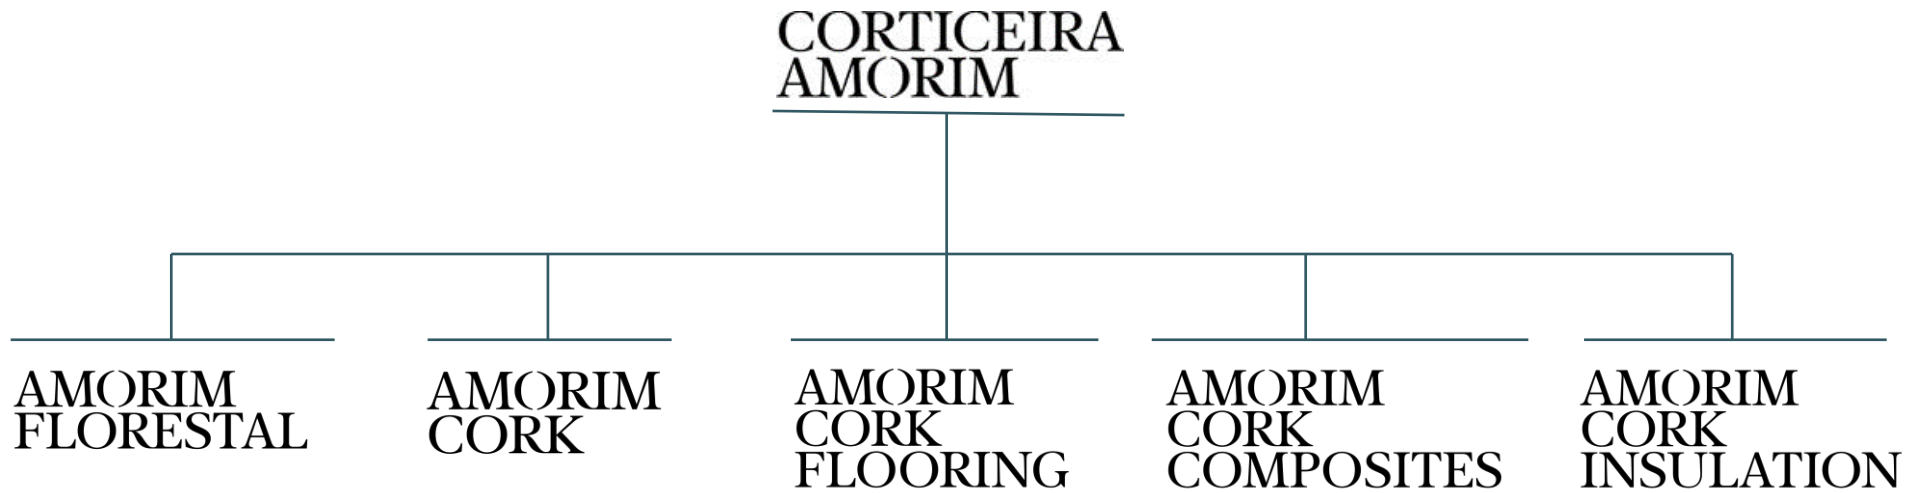 CORTICEIRA
AMORIM
AMORIM
FLORESTAL
AMORIM
CORK
AMORIM
CORK
FLOORING
AMORIM
CORK
COMPOSITES
AMORIM
CORK
INSULATION